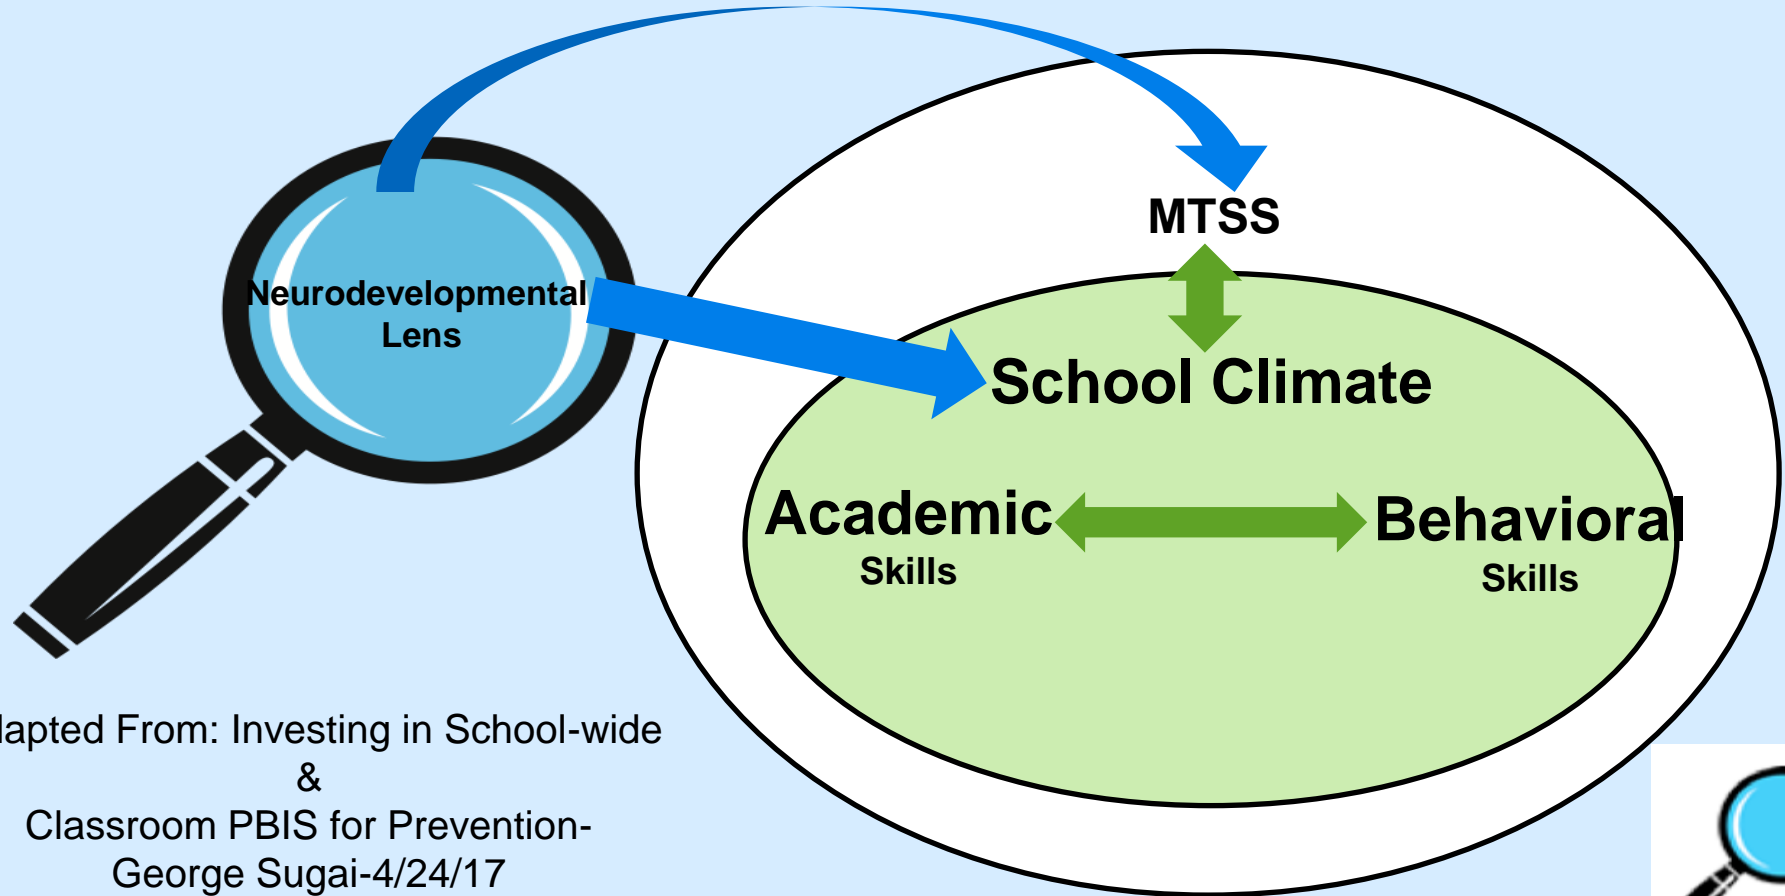 MTSS
Neurodevelopmental
Lens
School Climate
Academic
Skills
Behavioral
Skills
dapted From: Investing in School-wide
&
Classroom PBIS for Prevention-
George Sugai-4/24/17